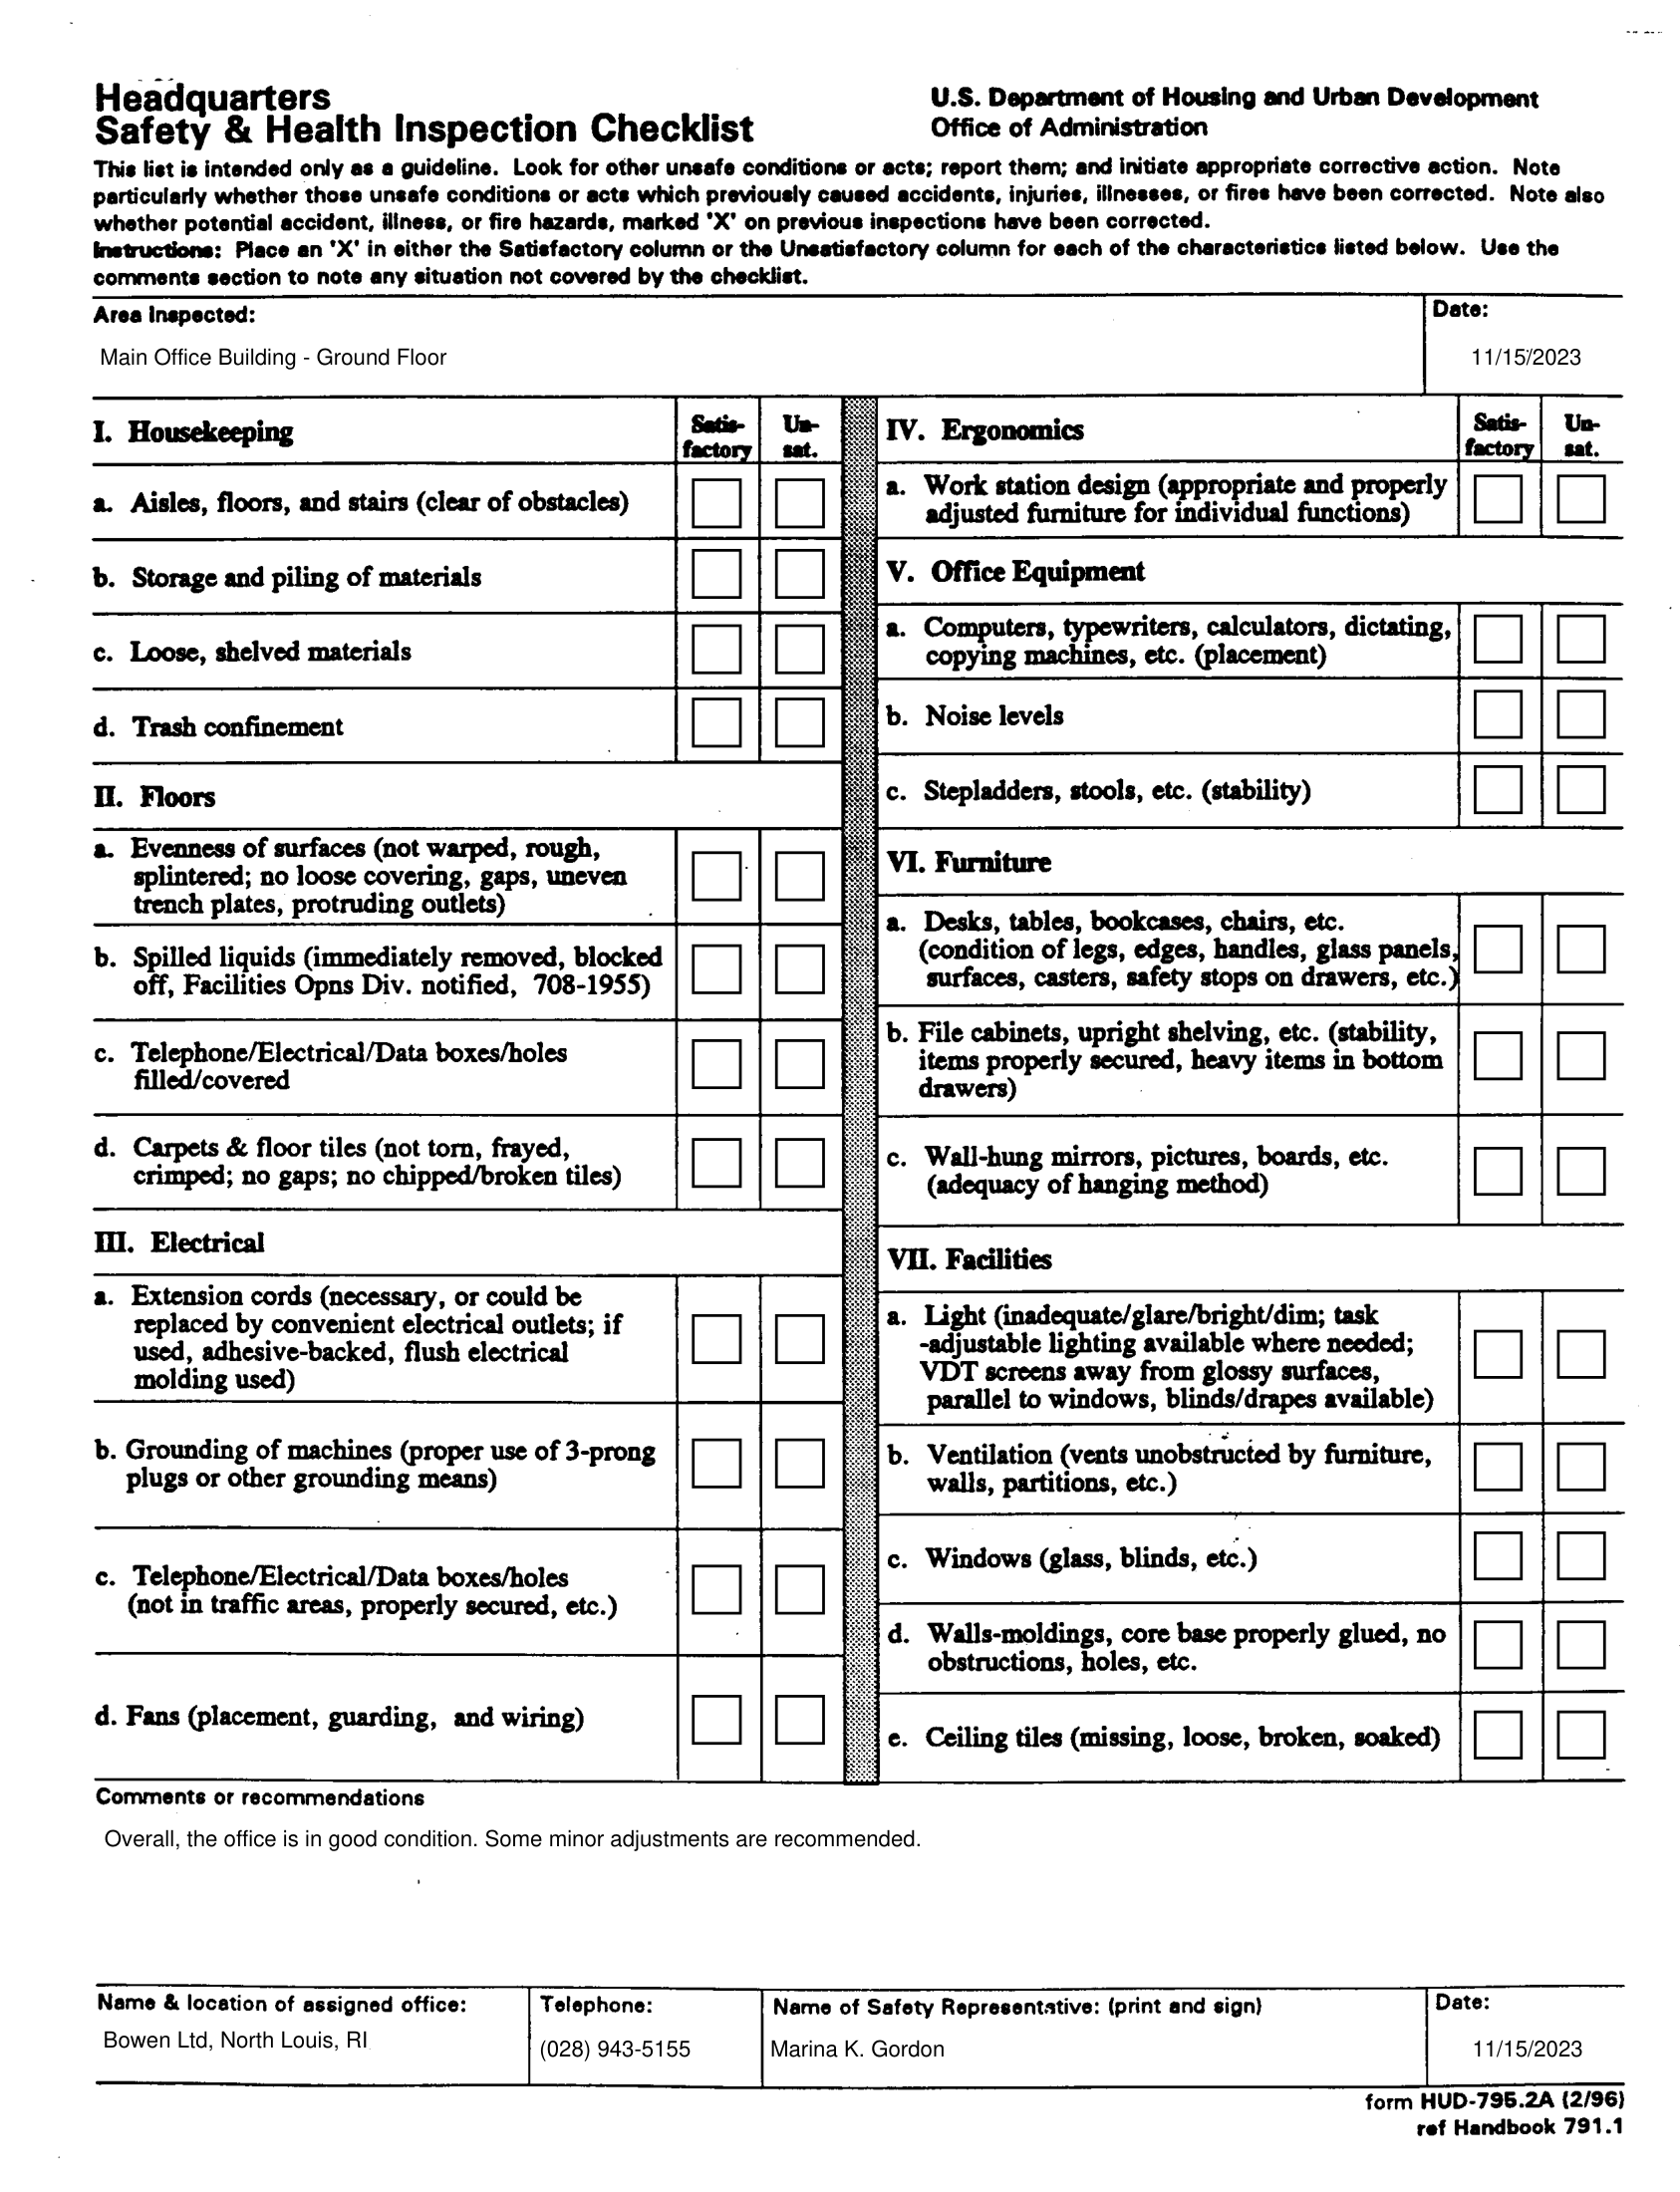 Headquarters
Safety & Health Inspection Checklist
U.S. Department of Housing and Urban Development
Office of Administration
This list is intended only as a guideline. Look for other unsafe conditions or acts; report them; and initiate appropriate corrective action. Note
particularly whether those unsafe conditions or acts which previously caused accidents, injuries, illnesses, or fires have been corrected. Note also
whether potential accident, illness, or fire hazards, marked 'X' on previous inspections have been corrected.
Instructions: Place an 'X' in either the Satisfactory column or the Unsatisfactory column for each of the characteristics listed below. Use the
comments section to note any situation not covered by the checklist.
Area Inspected:
Main Office Building - Ground Floor
Date:
11/15/2023
I. Housekeeping
Satis-
factory
Un-
sat.
a. Aisles, floors, and stairs (clear of obstacles)
b. Storage and piling of materials
c. Loose, shelved materials
d. Trash confinement
II. Floors
a. Evenness of surfaces (not warped, rough,
splintered; no loose covering, gaps, uneven
trench plates, protruding outlets)
b. Spilled liquids (immediately removed, blocked
off, Facilities Opns Div. notified, 708-1955)
c. Telephone/Electrical/Data boxes/holes
filled/covered
d. Carpets & floor tiles (not torn, frayed,
crimped; no gaps; no chipped/broken tiles)
III. Electrical
a. Extension cords (necessary, or could be
replaced by convenient electrical outlets; if
used, adhesive-backed, flush electrical
molding used)
b. Grounding of machines (proper use of 3-prong
plugs or other grounding means)
c. Telephone/Electrical/Data boxes/holes
(not in traffic areas, properly secured, etc.)
d. Fans (placement, guarding, and wiring)
IV. Ergonomics
Satis-
factory
Un-
sat.
a. Work station design (appropriate and properly
adjusted furniture for individual functions)
V. Office Equipment
a. Computers, typewriters, calculators, dictating,
copying machines, etc. (placement)
b. Noise levels
c. Stepladders, stools, etc. (stability)
VI. Furniture
a. Desks, tables, bookcases, chairs, etc.
(condition of legs, edges, handles, glass panels,
surfaces, casters, safety stops on drawers, etc.)
b. File cabinets, upright shelving, etc. (stability,
items properly secured, heavy items in bottom
drawers)
c. Wall-hung mirrors, pictures, boards, etc.
(adequacy of hanging method)
VII. Facilities
a. Light (inadequate/glare/bright/dim; task
-adjustable lighting available where needed;
VDT screens away from glossy surfaces,
parallel to windows, blinds/drapes available)
b. Ventilation (vents unobstructed by furniture,
walls, partitions, etc.)
c. Windows (glass, blinds, etc.)
d. Walls-moldings, core base properly glued, no
obstructions, holes, etc.
e. Ceiling tiles (missing, loose, broken, soaked)
Comments or recommendations
Overall, the office is in good condition. Some minor adjustments are recommended.
Name & location of assigned office:
Bowen Ltd, North Louis, RI
Telephone:
(028) 943-5155
Name of Safety Representative: (print and sign)
Marina K. Gordon
Date:
11/15/2023
form HUD-795.2A (2/96)
ref Handbook 791.1